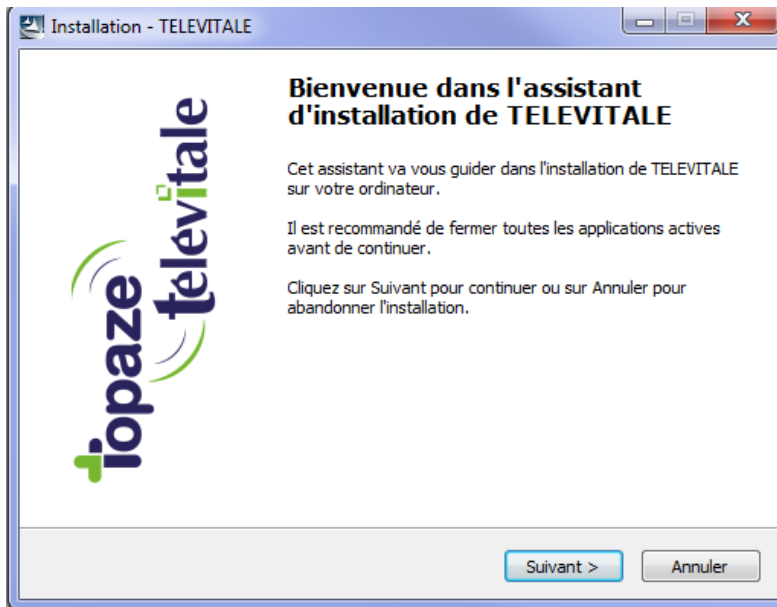 Installation - TELEVITALE
Bienvenue dans l'assistant
d'installation de TELEVITALE
Cet assistant va vous guider dans l'installation de TELEVITALE
sur votre ordinateur.
Il est recommandé de fermer toutes les applications actives
avant de continuer.
Cliquez sur Suivant pour continuer ou sur Annuler pour
abandonner l'installation.
topaze
télévitale
Suivant >
Annuler